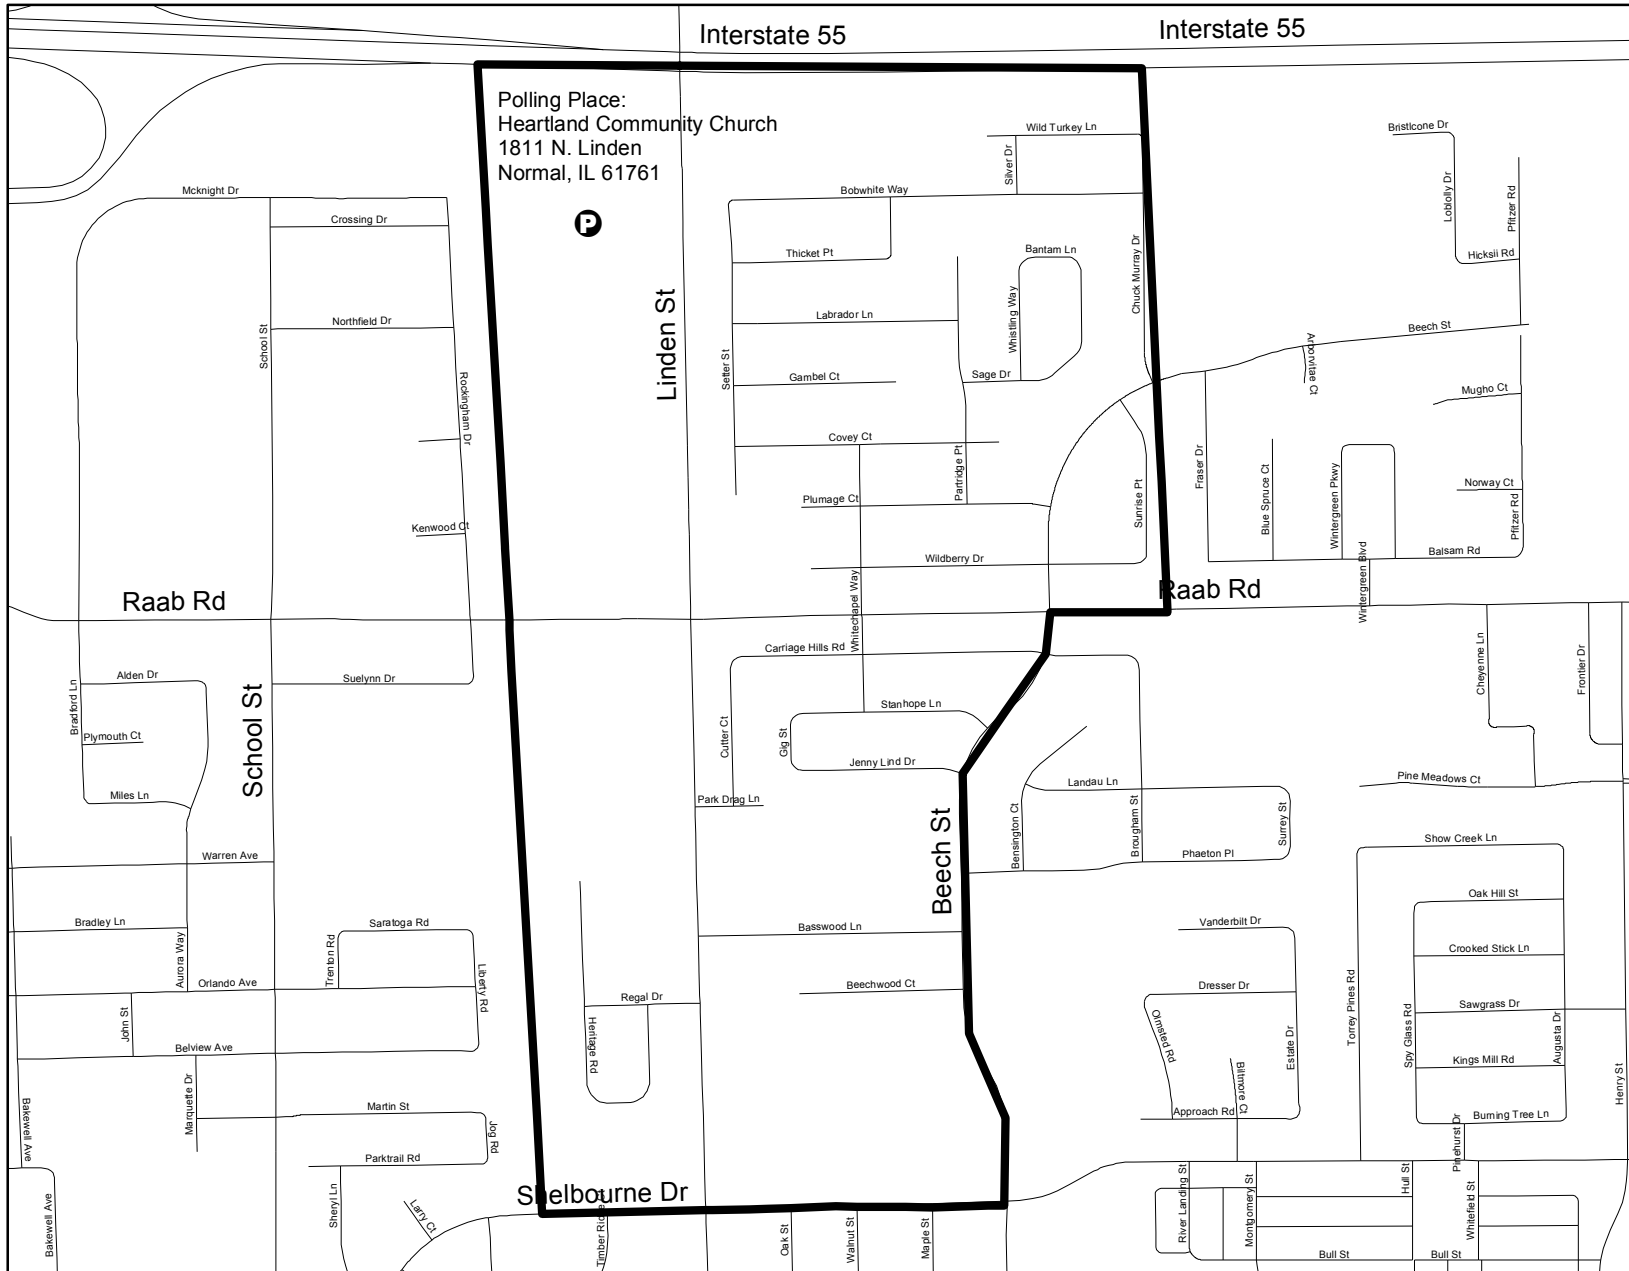 Interstate 55
Interstate 55
Polling Place:
Heartland Community Church
1811 N. Linden
Normal, IL 61761
P
Wild Turkey Ln
Silver Dr
Bristlcone Dr
Loblolly Dr
Pfitzer Rd
Hicksii Rd
Mcknight Dr
Crossing Dr
Bobwhite Way
Thicket Pt
Bantam Ln
Chuck Murray Dr
Whistling Way
Labrador Ln
Northfield Dr
School St
Linden St
Setter St
Gambel Ct
Sage Dr
Beech St
Arborvitae Ct
Mugho Ct
Rockingham Dr
Covey Ct
Partridge Pt
Plumage Ct
Sunrise Pt
Fraser Dr
Blue Spruce Ct
Wintergreen Pkwy
Norway Ct
Pfitzer Rd
Kenwood Ct
Wildberry Dr
Balsam Rd
Wintergreen Blvd
Raab Rd
Raab Rd
Whitechapel Way
Carriage Hills Rd
Cheyenne Ln
Frontier Dr
Alden Dr
Bradford Ln
Suelynn Dr
School St
Stanhope Ln
Cutter Ct
Gig St
Plymouth Ct
Jenny Lind Dr
Miles Ln
Park Drag Ln
Landau Ln
Pine Meadows Ct
Bensington Ct
Brougham St
Surrey St
Beech St
Show Creek Ln
Warren Ave
Phaeton Pl
Oak Hill St
Bradley Ln
Saratoga Rd
Basswood Ln
Vanderbilt Dr
Crooked Stick Ln
Aurora Way
Trenton Rd
Liberty Rd
Orlando Ave
Beechwood Ct
Dresser Dr
Regal Dr
Torrey Pines Rd
Sawgrass Dr
Spy Glass Rd
Augusta Dr
John St
Heritage Rd
Olmsted Rd
Estate Dr
Belview Ave
Kings Mill Rd
Marquette Dr
Biltmore Ct
Henry St
Martin St
Approach Rd
Burning Tree Ln
Bakewell Ave
Jog Rd
Pinehurst Dr
Parktrail Rd
Hull St
Shelbourne Dr
Bakewell Ave
Sheryl Ln
Larry Ct
Oak St
Walnut St
Maple St
River Landing St
Montgomery St
Whitefield St
Bull St
Bull St